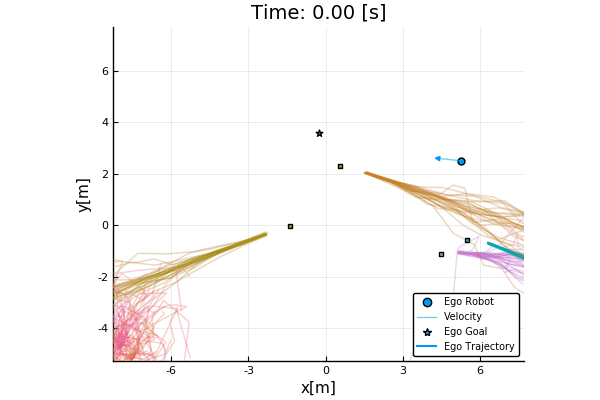 Time: 0.00 [s]
6
4
2
0
-2
-4
y[m]
-6
-3
0
3
6
x[m]
Ego Robot
Velocity
Ego Goal
Ego Trajectory